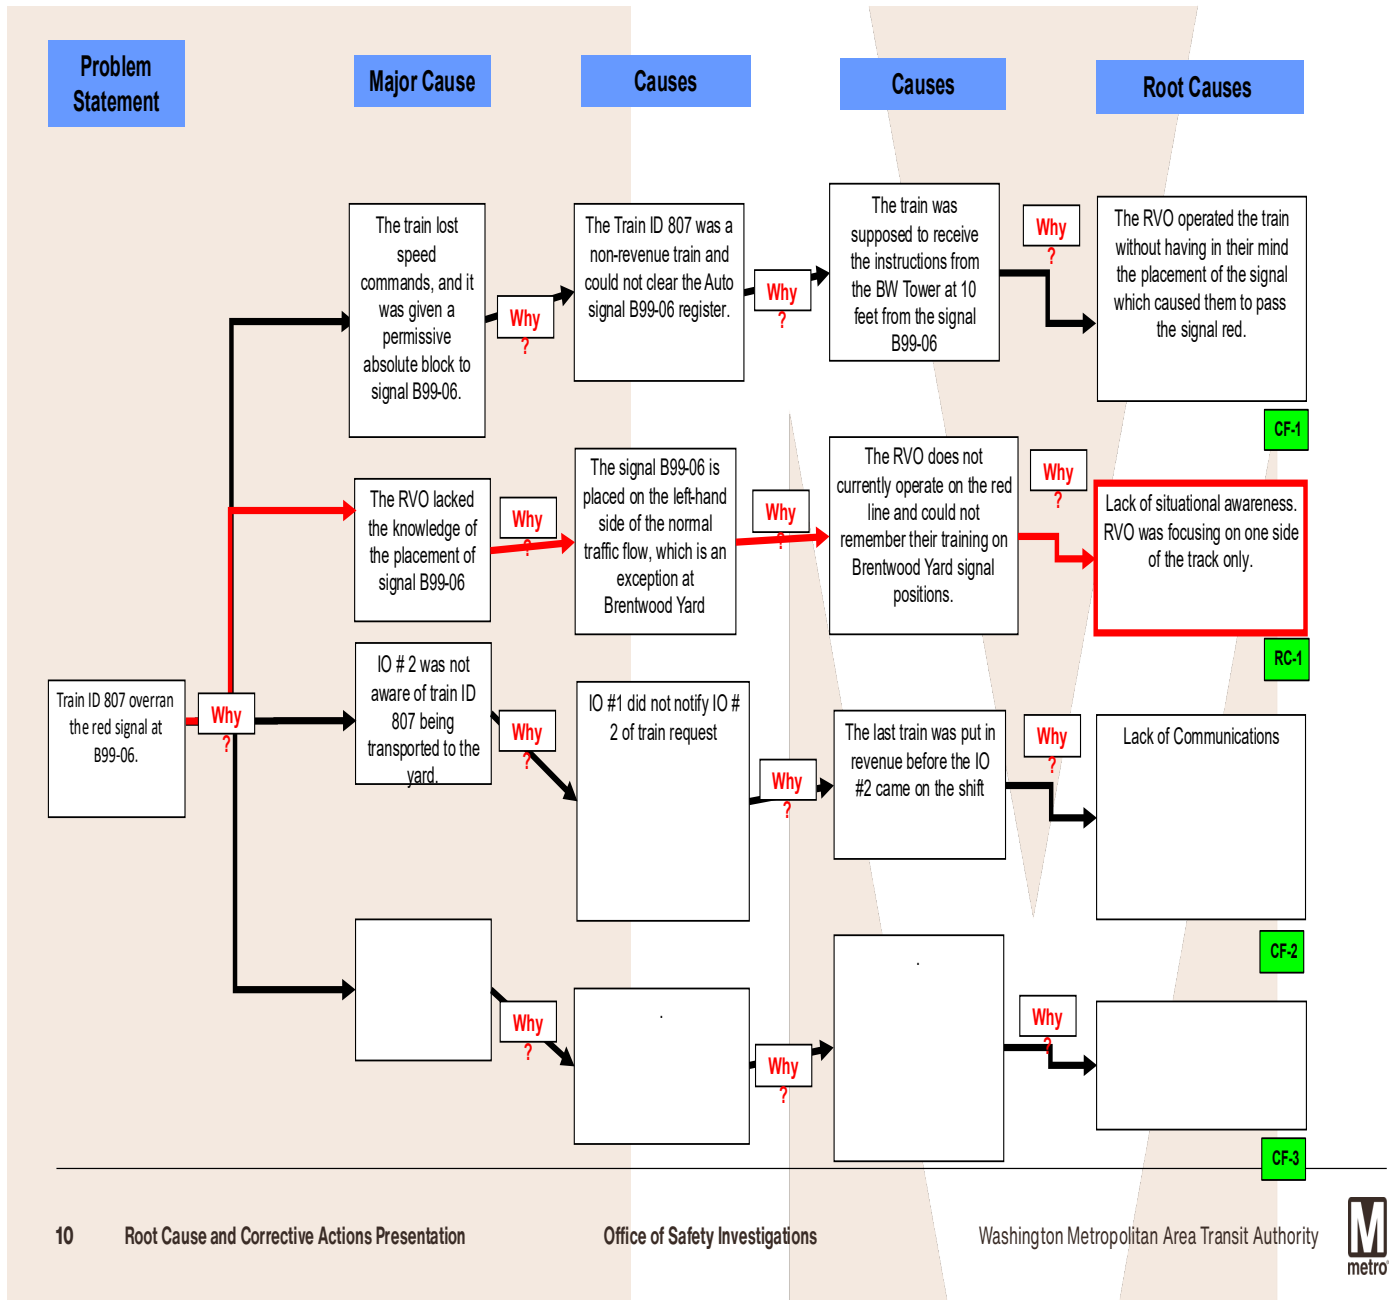 Problem
Statement
Major Cause
Causes
Causes
Root Causes
The train lost
speed
commands, and it
was given a
permissive
absolute block to
signal B99-06.
Why
?
The Train ID 807 was a
non-revenue train and
could not clear the Auto
signal B99-06 register.
Why
?
The train was
supposed to receive
the instructions from
the BW Tower at 10
feet from the signal
B99-06
Why
?
The RVO operated the train
without having in their mind
the placement of the signal
which caused them to pass
the signal red.
CF-1
The RVO lacked
the knowledge of
the placement of
signal B99-06
Why
?
The signal B99-06 is
placed on the left-hand
side of the normal
traffic flow, which is an
exception at
Brentwood Yard
Why
?
The RVO does not
currently operate on the red
line and could not
remember their training on
Brentwood Yard signal
positions.
Why
?
Lack of situational awareness.
RVO was focusing on one side
of the track only.
RC-1
Train ID 807 overran
the red signal at
B99-06.
Why
?
IO # 2 was not
aware of train ID
807 being
transported to the
yard.
Why
?
IO #1 did not notify IO #
2 of train request
Why
?
The last train was put in
revenue before the IO
#2 came on the shift
Why
?
Lack of Communications
CF-2
Why
?
.
Why
?
.
Why
?
CF-3
10 Root Cause and Corrective Actions Presentation Office of Safety Investigations Washington Metropolitan Area Transit Authority
M
metro